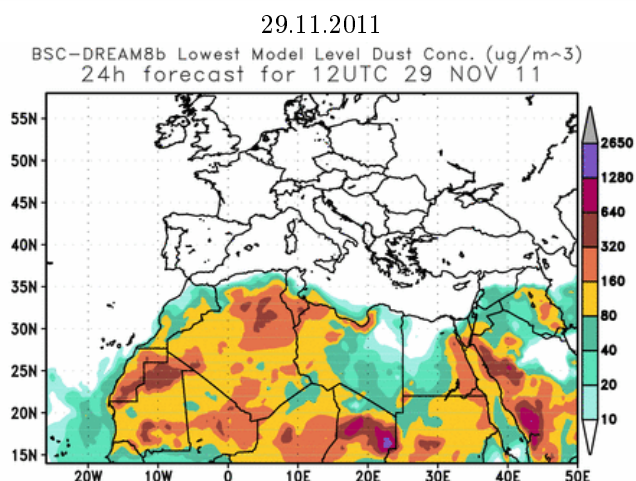 29.11.2011
BSC-DREAM8b Lowest Model Level Dust Conc. (ug/m^3)
24h forecast for 12UTC 29 NOV 11
55N
50N
45N
40N
35N
30N
25N
20N
15N
20W 10W 0 10E 20E 30E 40E 50E
2650
1280
640
320
160
80
40
20
10